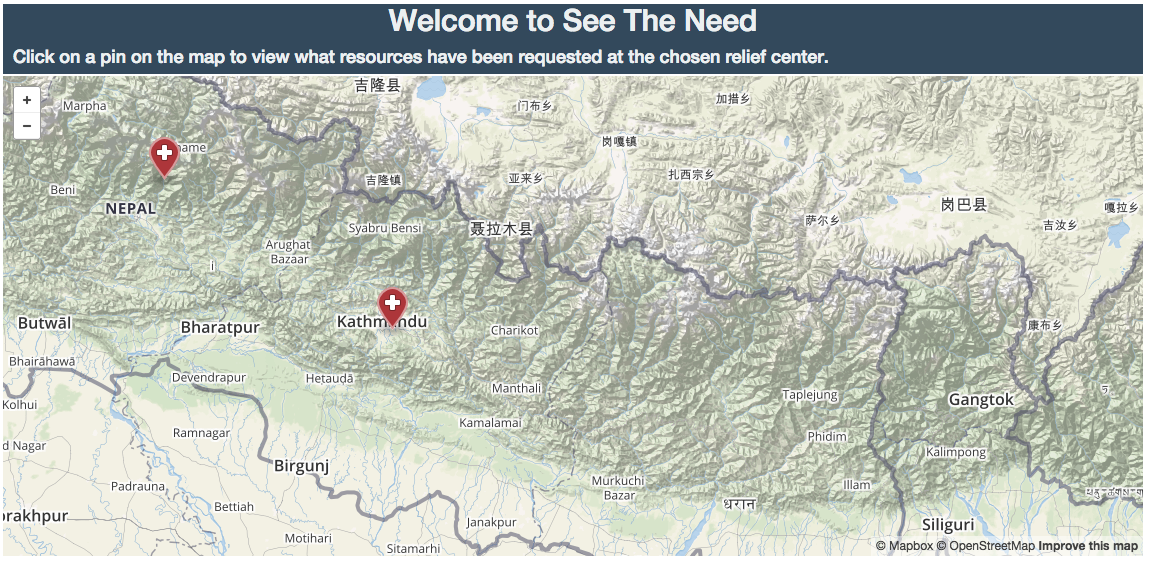 Welcome to See The Need
Click on a pin on the map to view what resources have been requested at the chosen relief center.
+
−
吉隆县
Marpha
门布乡
加措乡
岗嘎镇
ame
吉隆镇
亚来乡
扎西宗乡
Beni
NEPAL
岗巴县
嘎拉乡
萨尔乡
吉汝乡
Syabru Bensi
聂拉木县
Arughat
Bazaar
i
Butwāl
Bharatpur
Kathmandu
Charikot
康布乡
Bhairāhawā
Devendrapur
Hetauḍā
Manthali
Taplejung
Gangtok
Kolhui
Kamalamai
Ramnagar
Phidim
d Nagar
Kalimpong
Birgunj
Murkuchi
Bazar
Padrauna
Illam
धरान
Bettiah
orakhpur
Janakpur
Siliguri
Motihari
Sitamarhi
© Mapbox © OpenStreetMap Improve this map